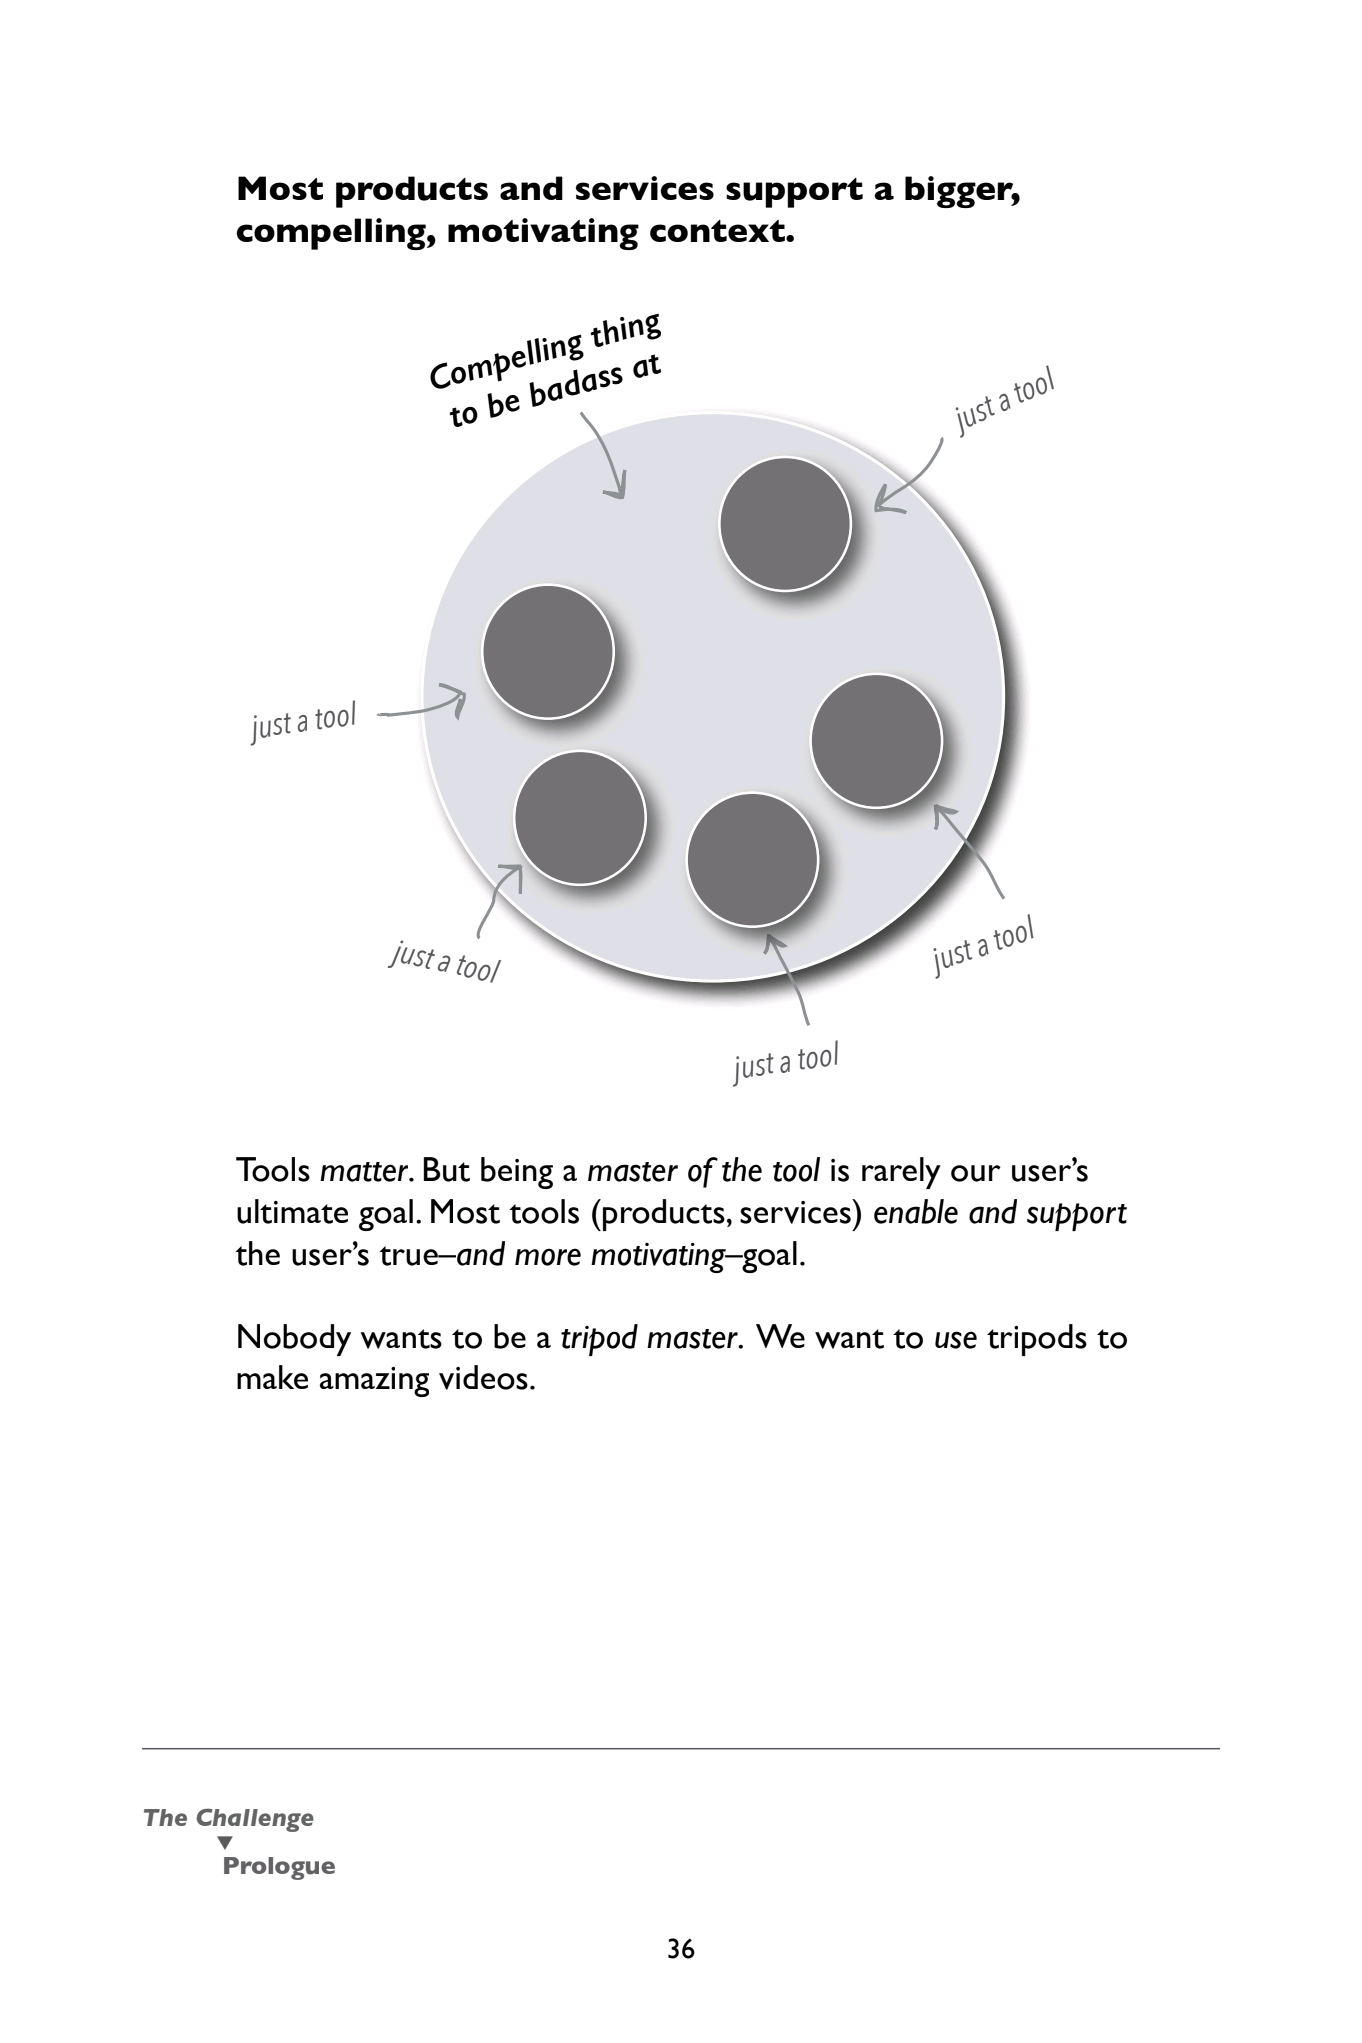 Most products and services support a bigger,
compelling, motivating context.
Compelling thing
to be badass at
just a tool
just a tool
just a tool
just a tool
just a tool
Tools matter. But being a master of the tool is rarely our user’s
ultimate goal. Most tools (products, services) enable and support
the user’s true–and more motivating–goal.
Nobody wants to be a tripod master. We want to use tripods to
make amazing videos.
The Challenge
Prologue
36